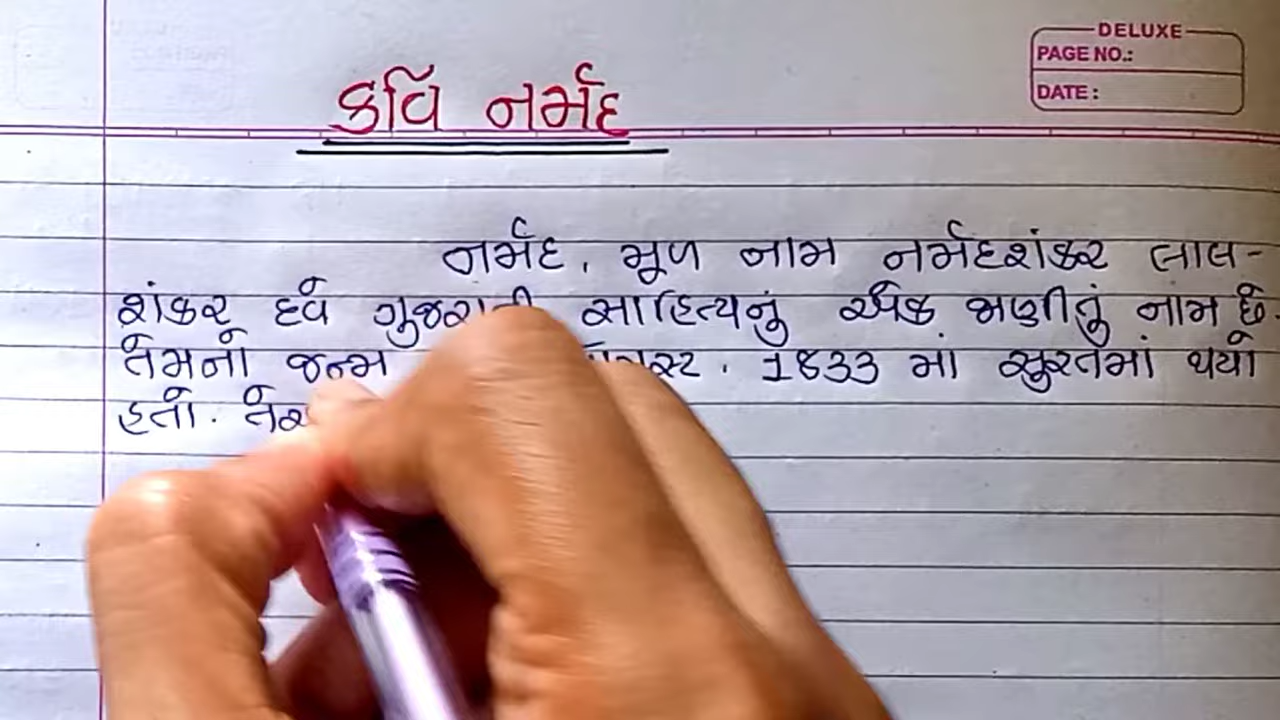 DELUXE
PAGE NO.:
DATE :
કવિ નર્મદ
નર્મદ, મૂળ નામ નર્મદશંકર લાલ-
શંકર દવે ગુજરાતી સાહિત્યનું એક જાણીતું નામ છે.
તેમનો જન્મ 1833 માં સુરતમાં થયો
હતો.